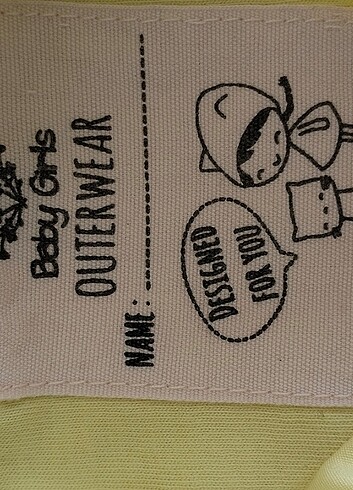 Baby Girls
OUTERWEAR
NAME:
DESIGNED
FOR YOU